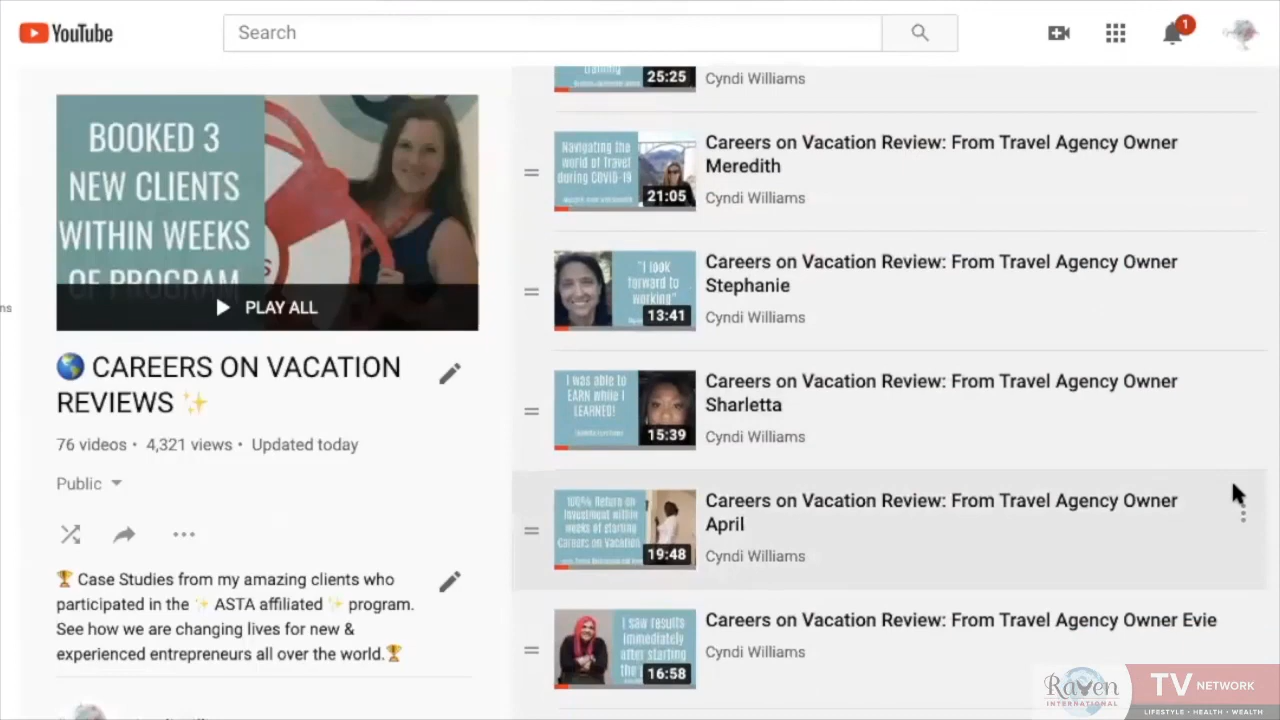 YouTube
Search
1
BOOKED 3
NEW CLIENTS
WITHIN WEEKS
OF PROGRAM
PLAY ALL
ns
🌎 CAREERS ON VACATION
REVIEWS ✨
76 videos • 4,321 views • Updated today
Public
🏆 Case Studies from my amazing clients who
participated in the ✨ ASTA affiliated ✨ program.
See how we are changing lives for new &
experienced entrepreneurs all over the world.🏆
training
25:25
Cyndi Williams
Navigating the
world of Travel
during COVID-19
21:05
Careers on Vacation Review: From Travel Agency Owner
Meredith
Cyndi Williams
"I look
forward to
working"
13:41
Careers on Vacation Review: From Travel Agency Owner
Stephanie
Cyndi Williams
I was able to
EARN while I
LEARNED!
15:39
Careers on Vacation Review: From Travel Agency Owner
Sharletta
Cyndi Williams
100% Return on
Investment within
weeks of starting
Careers on Vacation
19:48
Careers on Vacation Review: From Travel Agency Owner
April
Cyndi Williams
I saw results
immediately
after starting
the
16:58
Careers on Vacation Review: From Travel Agency Owner Evie
Cyndi Williams
Raven
INTERNATIONAL
TV NETWORK
LIFESTYLE • HEALTH • WEALTH